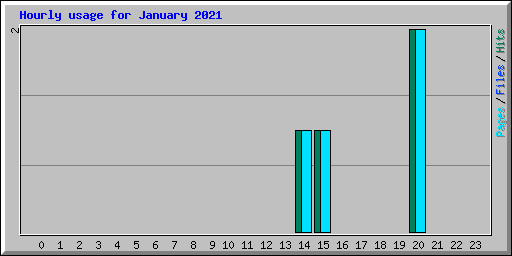 Hourly usage for January 2021
2
Pages/Files/Hits
0 1 2 3 4 5 6 7 8 9 10 11 12 13 14 15 16 17 18 19 20 21 22 23